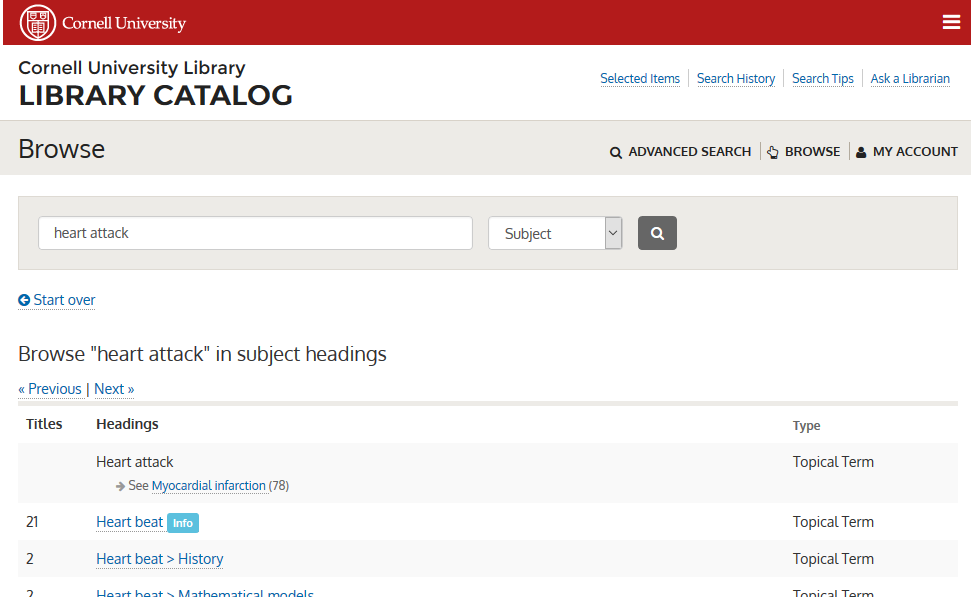 Cornell University
Cornell University Library
LIBRARY CATALOG
Selected Items | Search History | Search Tips | Ask a Librarian
Browse
ADVANCED SEARCH | BROWSE | MY ACCOUNT
heart attack Subject
Start over
Browse "heart attack" in subject headings
« Previous | Next »
Titles Headings Type
Heart attack Topical Term
See Myocardial infarction (78)
21 Heart beat Info Topical Term
2 Heart beat > History Topical Term
2 Heart beat > Mathematical models Topical Term